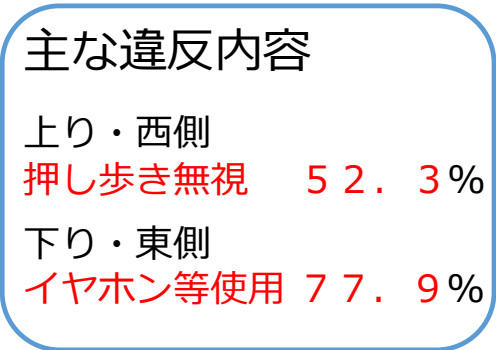 主な違反内容
上り・西側
押し歩き無視　５２．３%
下り・東側
イヤホン等使用 ７７．９%